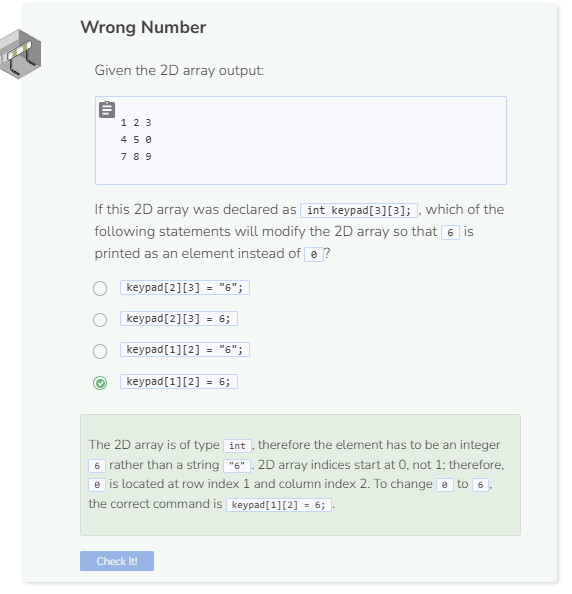 Wrong Number
Given the 2D array output:
1 2 3
4 5 0
7 8 9
If this 2D array was declared as int keypad[3][3]; , which of the
following statements will modify the 2D array so that 6 is
printed as an element instead of 0 ?
keypad[2][3] = "6";
keypad[2][3] = 6;
keypad[1][2] = "6";
keypad[1][2] = 6;
The 2D array is of type int , therefore the element has to be an integer
6 rather than a string "6" . 2D array indices start at 0, not 1; therefore,
0 is located at row index 1 and column index 2. To change 0 to 6 ,
the correct command is keypad[1][2] = 6; .
Check It!